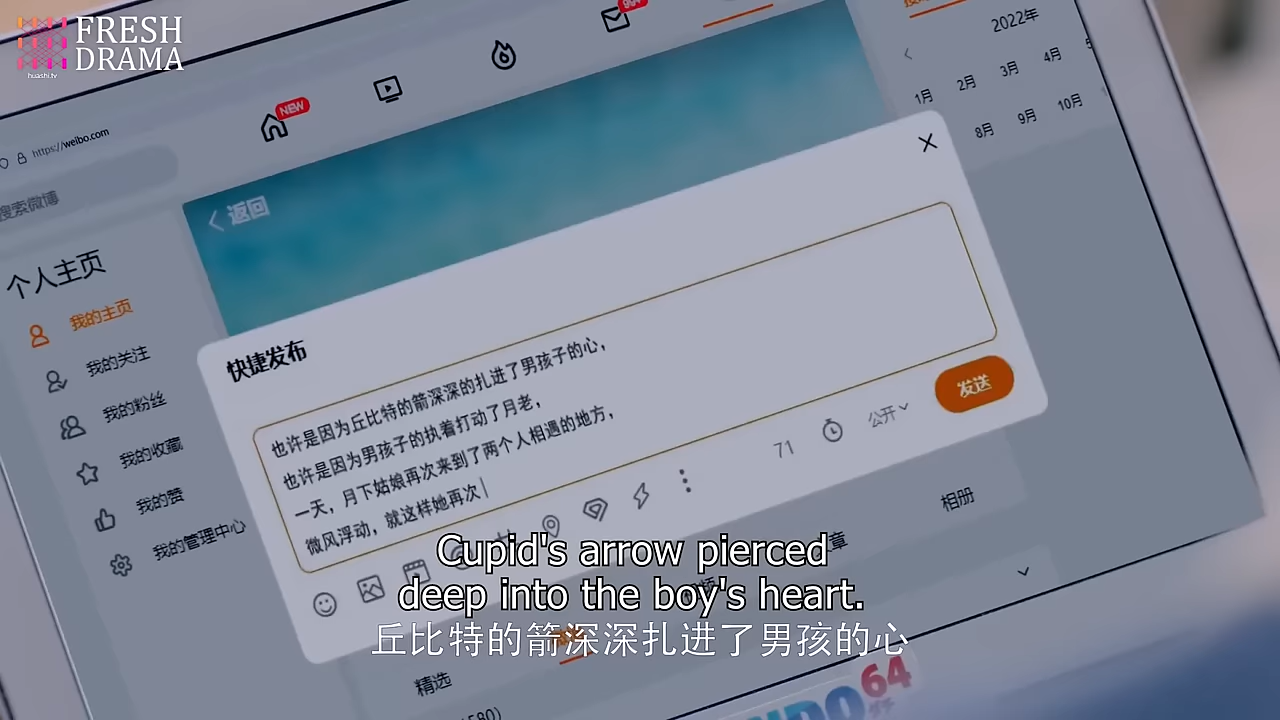 FRESH
DRAMA
huashi.tv
https://weibo.com
搜索微博
NEW
99+
2022年
1月
2月
3月
4月
8月
9月
10月
返回
个人主页
我的主页
我的关注
我的粉丝
我的收藏
我的赞
我的管理中心
快捷发布
也许是因为丘比特的箭深深的扎进了男孩子的心，
也许是因为男孩子的执着打动了月老，
一天，月下姑娘再次来到了两个人相遇的地方，
微风浮动，就这样她再次
71
公开
发送
相册
章
精选
Cupid's arrow pierced
deep into the boy's heart.
丘比特的箭深深扎进了男孩的心
64